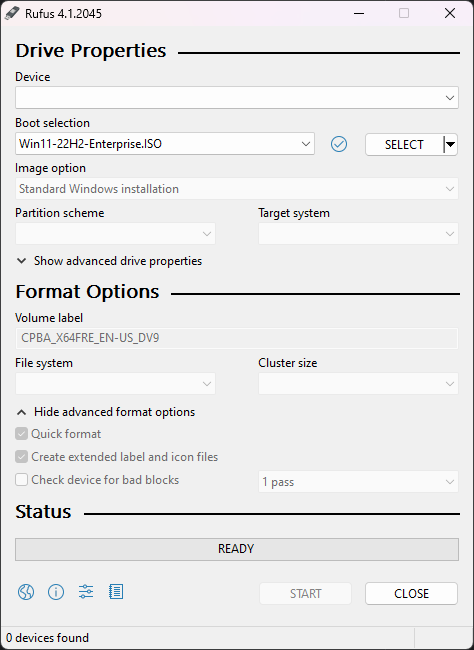 Rufus 4.1.2045
Drive Properties
Device
Boot selection
Win11-22H2-Enterprise.ISO
SELECT
Image option
Standard Windows installation
Partition scheme Target system
Show advanced drive properties
Format Options
Volume label
CPBA_X64FRE_EN-US_DV9
File system Cluster size
Hide advanced format options
Quick format
Create extended label and icon files
Check device for bad blocks 1 pass
Status
READY
START CLOSE
0 devices found